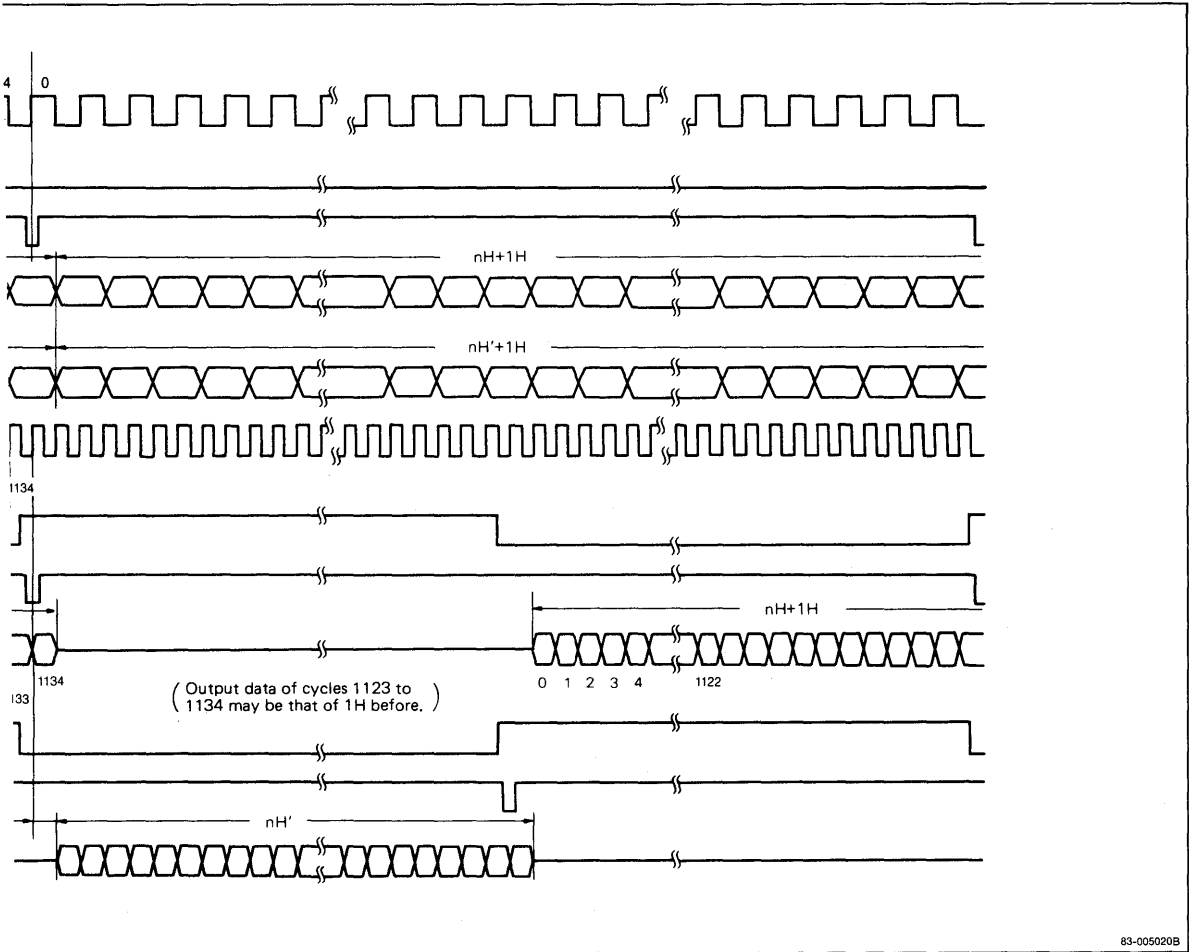 4 0
nH+1H
nH'+1H
1134
nH+1H
0 1 2 3 4 1122
1134
133
( Output data of cycles 1123 to
1134 may be that of 1H before. )
nH'
83-005020B